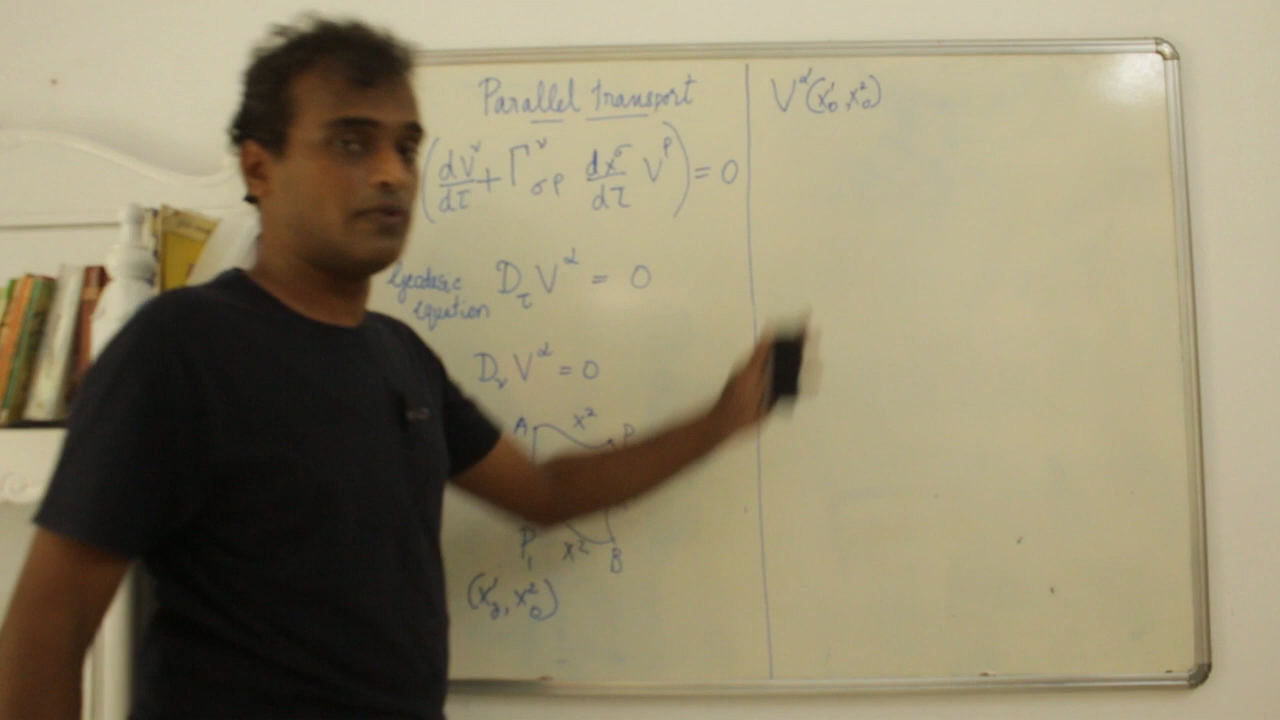 Parallel transport
(dV^ν/dτ + Γ^ν_σρ dx^σ/dτ V^ρ) = 0
Geodesic equation D_τ V^α = 0
D_ν V^α = 0
A x² P
P₁ x² B
(x¹₀, x²₀)
V^α(x¹₀, x²₀)